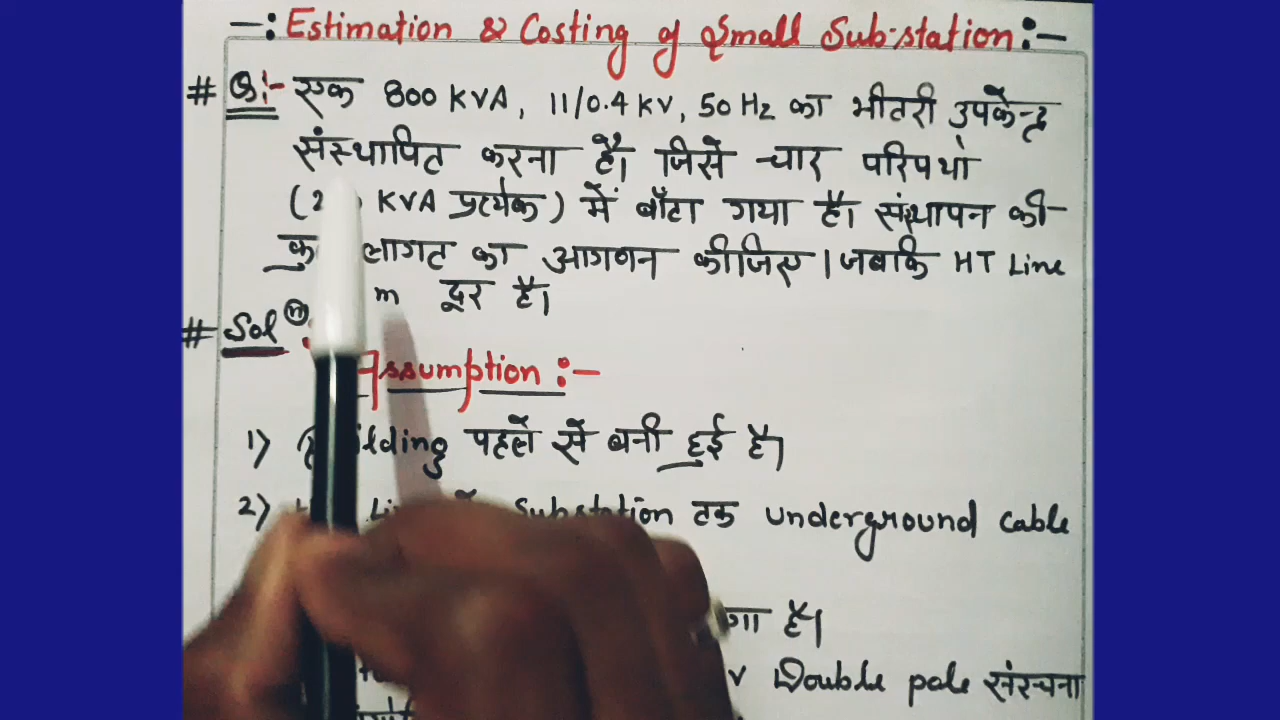 -: Estimation & Costing of Small Sub-station :-
# Q:- एक 800 KVA, 11/0.4 KV, 50 Hz का भीतरी उपकेन्द्र
संस्थापित करना है। जिसे चार परिपथो
KVA प्रत्येक) में बाँटा गया है। संस्थापन की
लागत का आगणन कीजिए। जबकि HT Line
m दूर है।
# Sol(n) :
Assumption :-
1) Building पहले से बनी हुई है।
2) Substation तक underground cable
है।
Double pole संरचना